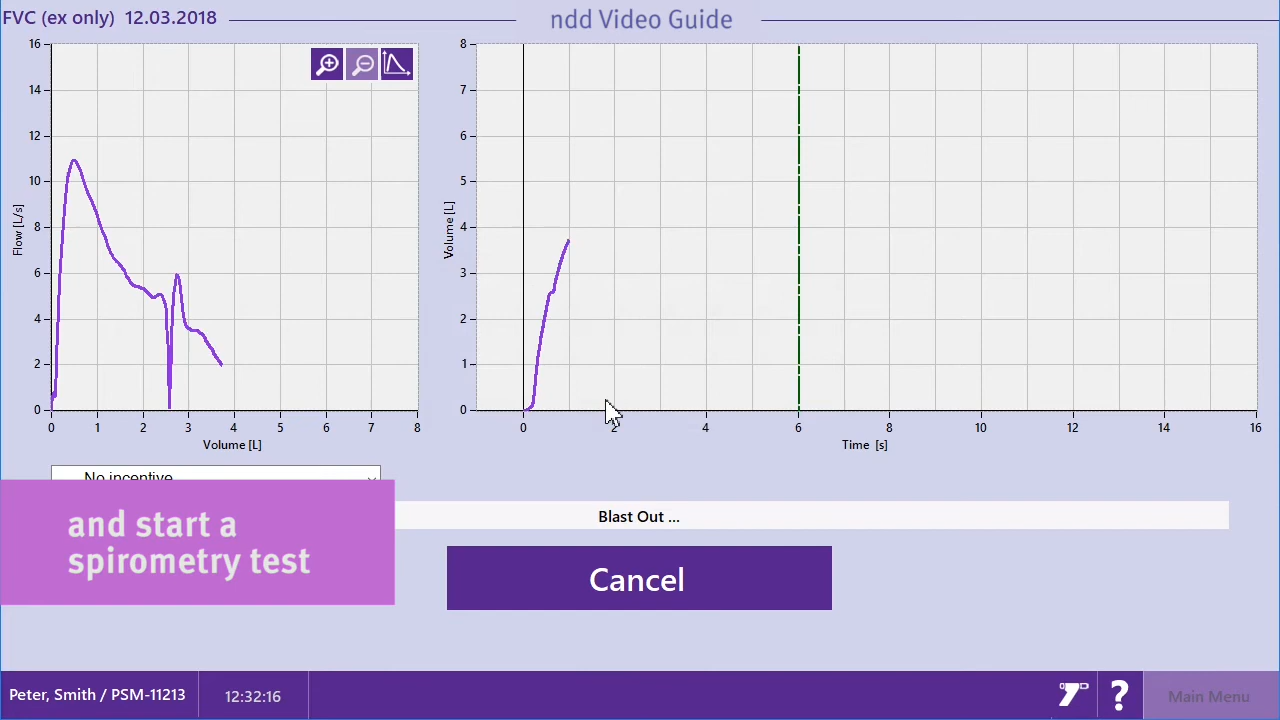 FVC (ex only) 12.03.2018
ndd Video Guide
16
14
12
10
8
6
4
2
0
Flow [L/s]
0 1 2 3 4 5 6 7 8
Volume [L]
8
7
6
5
4
3
2
1
0
Volume [L]
0 2 4 6 8 10 12 14 16
Time [s]
No incentive
and start a
spirometry test
Blast Out ...
Cancel
Peter, Smith / PSM-11213
12:32:16
?
Main Menu